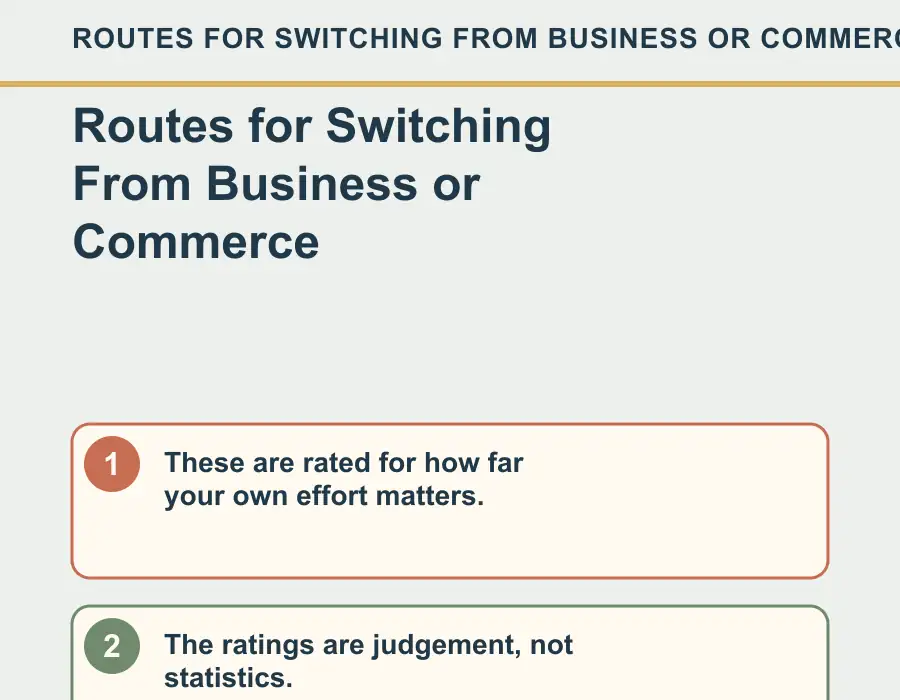 ROUTES FOR SWITCHING FROM BUSINESS OR
Routes for Switching
From Business or
Commerce
1
These are rated for how far
your own effort matters.
2
The ratings are judgement, not
statistics.